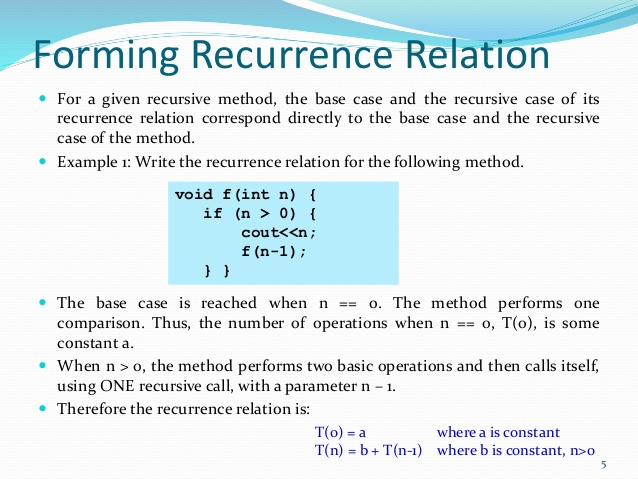 Forming Recurrence Relation
• For a given recursive method, the base case and the recursive case of its
recurrence relation correspond directly to the base case and the recursive
case of the method.
• Example 1: Write the recurrence relation for the following method.
void f(int n) {
if (n > 0) {
cout<<n;
f(n-1);
} }
• The base case is reached when n == 0. The method performs one
comparison. Thus, the number of operations when n == 0, T(0), is some
constant a.
• When n > 0, the method performs two basic operations and then calls itself,
using ONE recursive call, with a parameter n – 1.
• Therefore the recurrence relation is:
T(0) = a where a is constant
T(n) = b + T(n-1) where b is constant, n>0
5